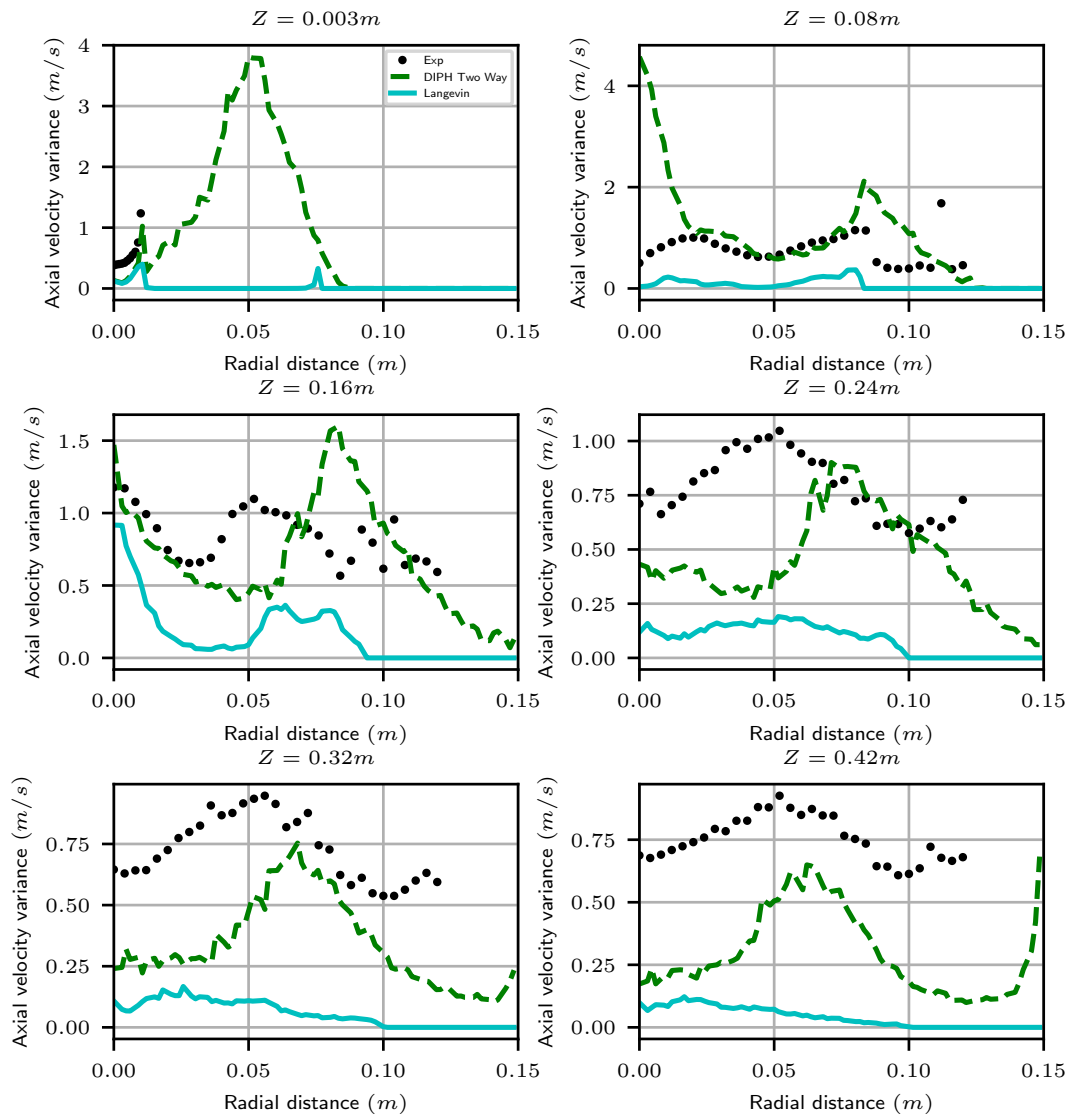 Z = 0.003m
Axial velocity variance (m/s)
4
3
2
1
0
Exp
DIPH Two Way
Langevin
0.00 0.05 0.10 0.15
Radial distance (m)
Z = 0.08m
Axial velocity variance (m/s)
4
2
0
0.00 0.05 0.10 0.15
Radial distance (m)
Z = 0.16m
Axial velocity variance (m/s)
1.5
1.0
0.5
0.0
0.00 0.05 0.10 0.15
Radial distance (m)
Z = 0.24m
Axial velocity variance (m/s)
1.00
0.75
0.50
0.25
0.00
0.00 0.05 0.10 0.15
Radial distance (m)
Z = 0.32m
Axial velocity variance (m/s)
0.75
0.50
0.25
0.00
0.00 0.05 0.10 0.15
Radial distance (m)
Z = 0.42m
Axial velocity variance (m/s)
0.75
0.50
0.25
0.00
0.00 0.05 0.10 0.15
Radial distance (m)